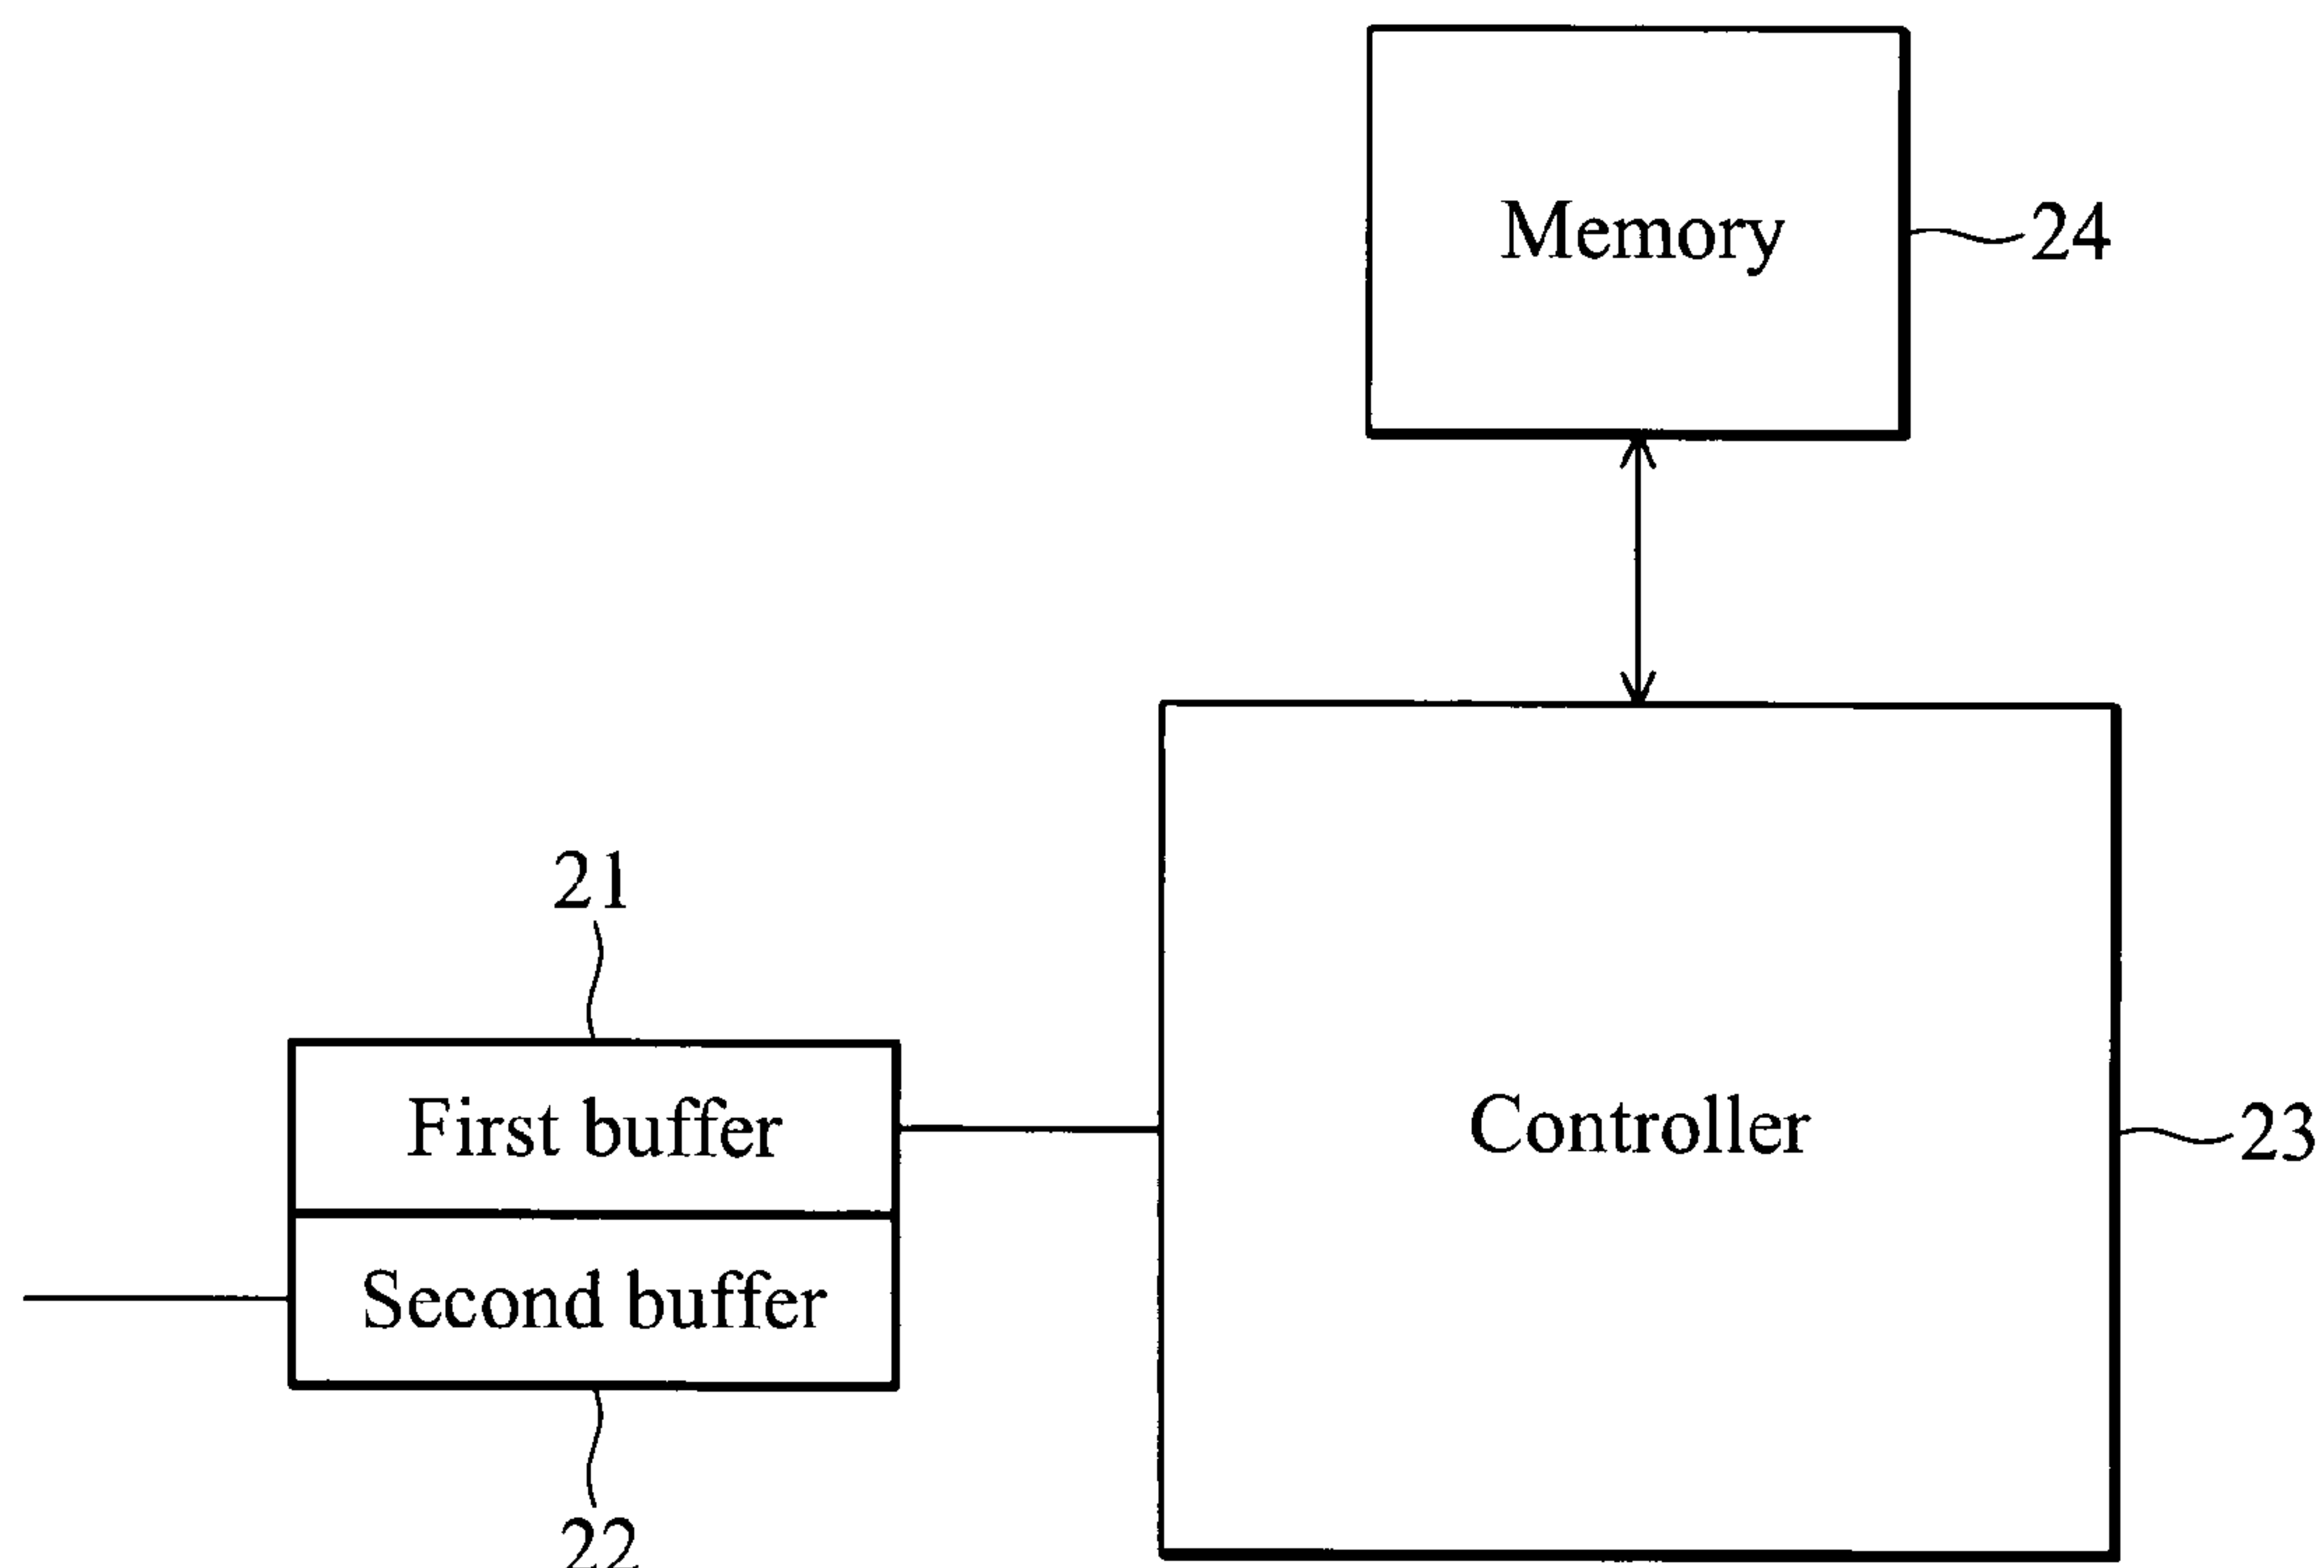 Memory
24
21
First buffer
Controller
23
Second buffer
22